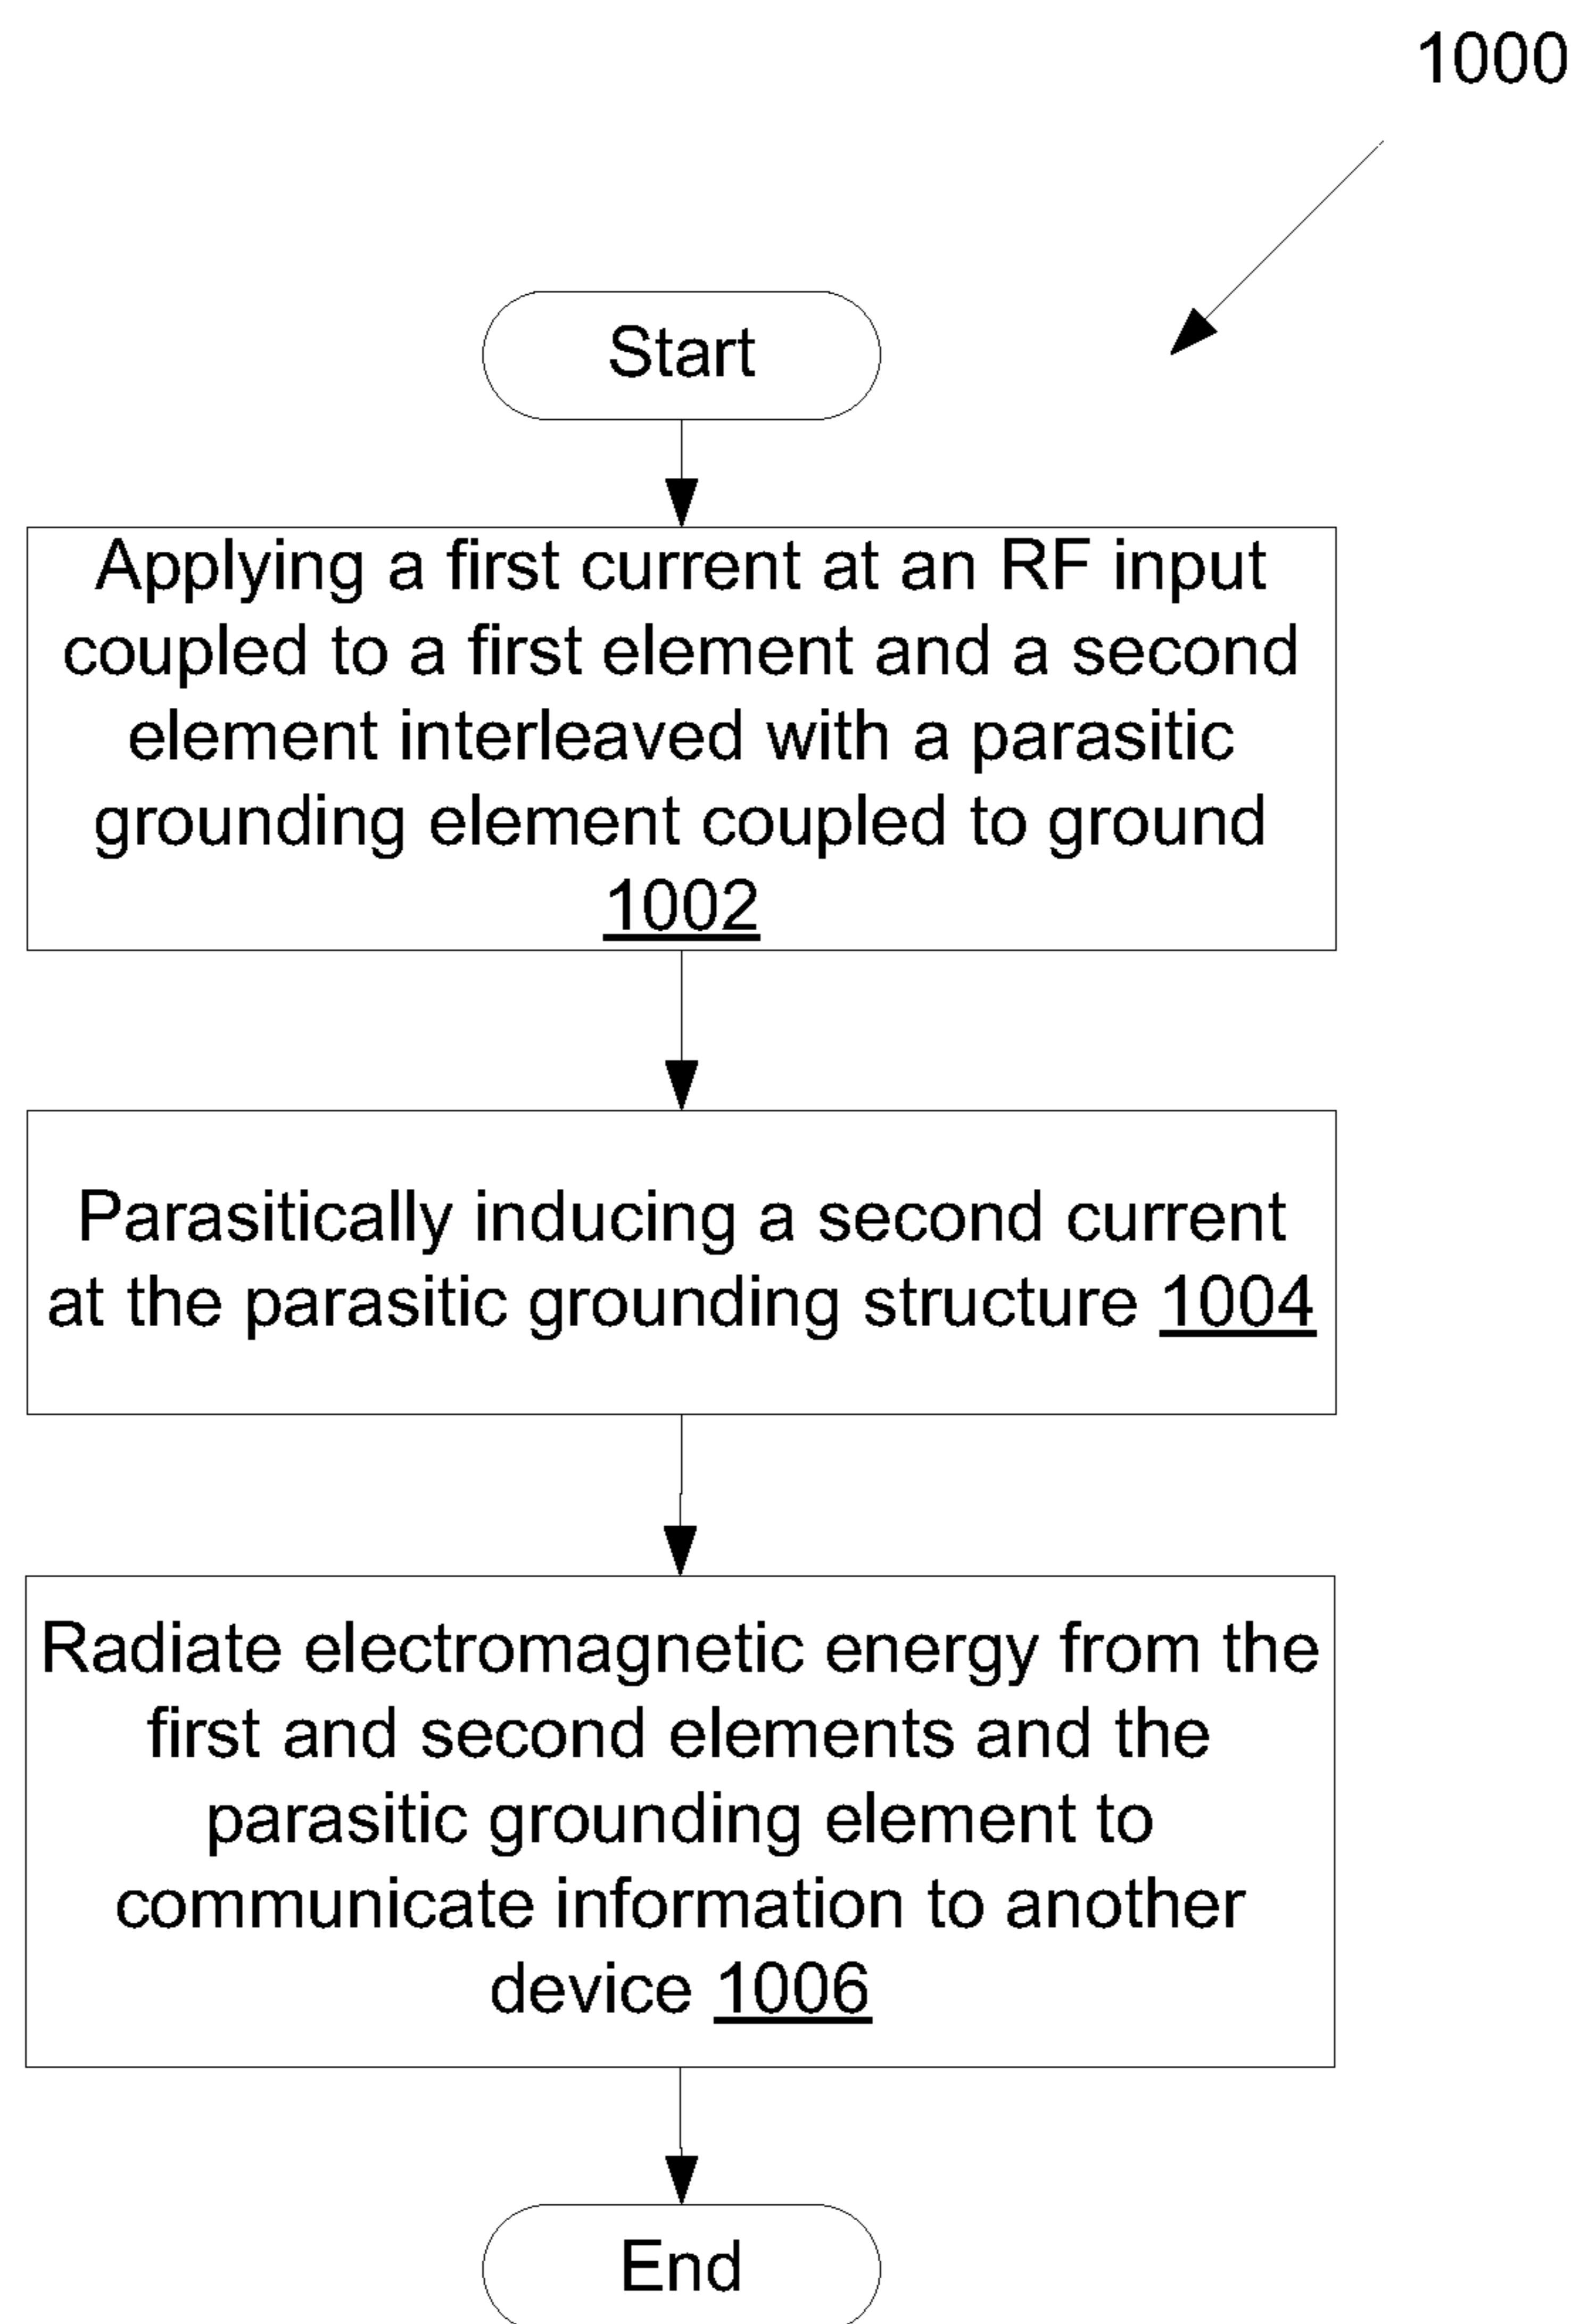 1000
Start
Applying a first current at an RF input
coupled to a first element and a second
element interleaved with a parasitic
grounding element coupled to ground
1002
Parasitically inducing a second current
at the parasitic grounding structure 1004
Radiate electromagnetic energy from the
first and second elements and the
parasitic grounding element to
communicate information to another
device 1006
End